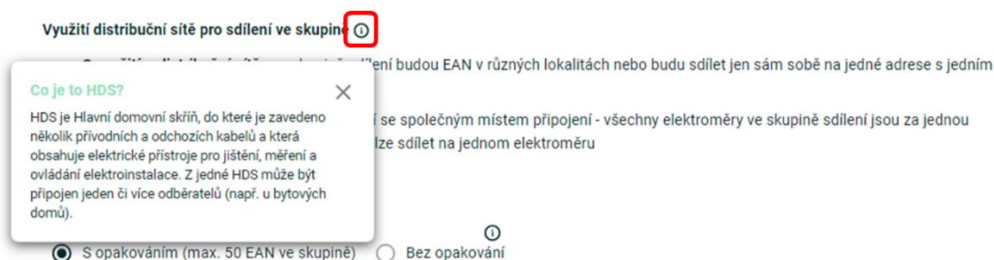 Využití distribuční sítě pro sdílení ve skupině
lení budou EAN v různých lokalitách nebo budu sdílet jen sám sobě na jedné adrese s jedním
Co je to HDS?
HDS je Hlavní domovní skříň, do které je zavedeno
několik přívodních a odchozích kabelů a která
obsahuje elektrické přístroje pro jištění, měření a
ovládání elektroinstalace. Z jedné HDS může být
připojen jeden či více odběratelů (např. u bytových
domů).
í se společným místem připojení - všechny elektroměry ve skupině sdílení jsou za jednou
lze sdílet na jednom elektroměru
S opakováním (max. 50 EAN ve skupině) Bez opakování